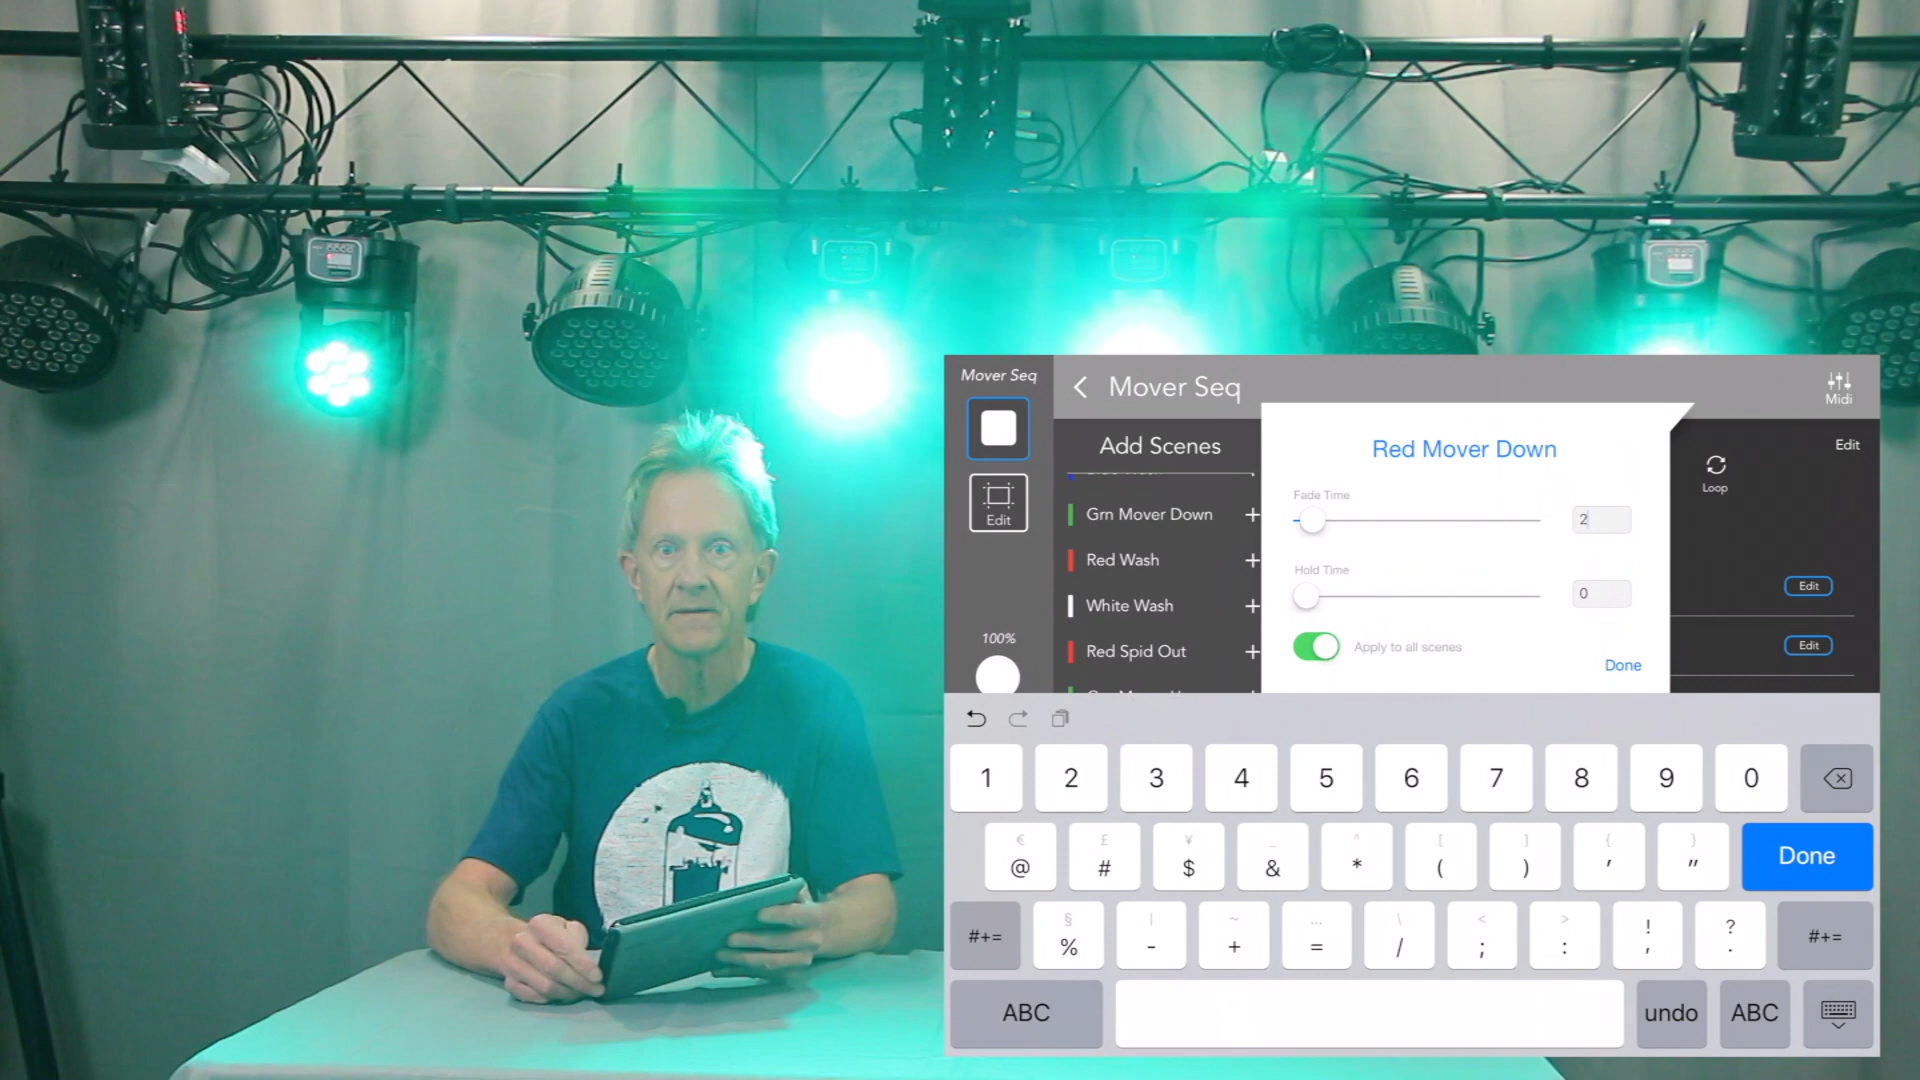 Mover Seq
Edit
100%
Mover Seq
Midi
Add Scenes
Grn Mover Down +
Red Wash +
White Wash +
Red Spid Out +
Red Mover Down
Fade Time
2
Hold Time
0
Apply to all scenes
Done
Loop
Edit
Edit
Edit
1 2 3 4 5 6 7 8 9 0
€ £ ¥ _ ^ [ ] { }
@ # $ & * ( ) ' "
Done
§ | ~ … \ < > ! ?
#+= % - + = / ; : , . #+=
ABC undo ABC